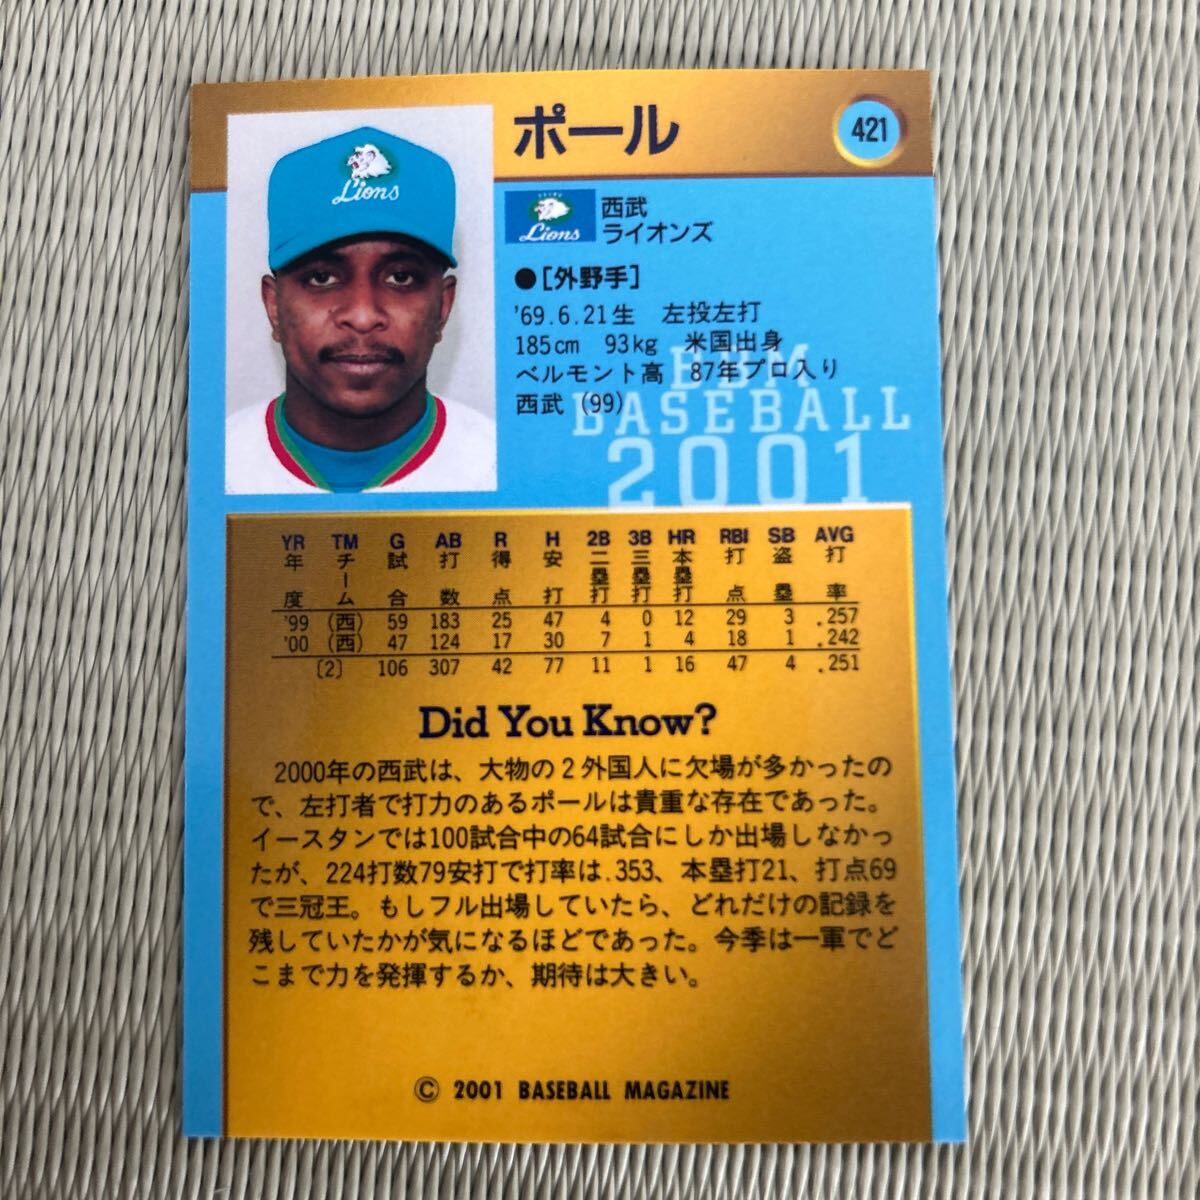 ポール
421
Lions
Lions
西武
ライオンズ
●[外野手]
'69.6.21生 左投左打
185cm 93kg 米国出身
ベルモント高 87年プロ入り
西武 (99)
BBM
BASEBALL
2001
YR TM G AB R H 2B 3B HR RBI SB AVG
年度 チーム 試合 打数 得点 安打 二塁打 三塁打 本塁打 打点 盗塁 打率
'99 (西) 59 183 25 47 4 0 12 29 3 .257
'00 (西) 47 124 17 30 7 1 4 18 1 .242
〔2〕 106 307 42 77 11 1 16 47 4 .251
Did You Know?
2000年の西武は、大物の2外国人に欠場が多かったの
で、左打者で打力のあるポールは貴重な存在であった。
イースタンでは100試合中の64試合にしか出場しなかっ
たが、224打数79安打で打率は.353、本塁打21、打点69
で三冠王。もしフル出場していたら、どれだけの記録を
残していたかが気になるほどであった。今季は一軍でど
こまで力を発揮するか、期待は大きい。
© 2001 BASEBALL MAGAZINE